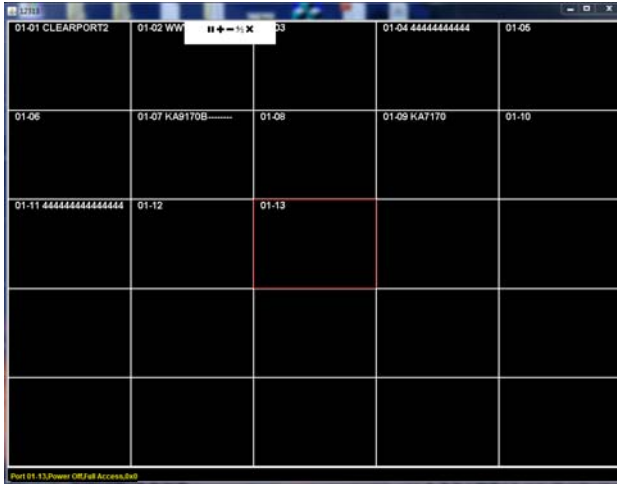 12313
01-01 CLEARPORT2
01-02 WW
03
01-04 44444444444
01-05
01-06
01-07 KA9170B--------
01-08
01-09 KA7170
01-10
01-11 444444444444444
01-12
01-13
Port 01-13,Power Off,Full Access,0x0